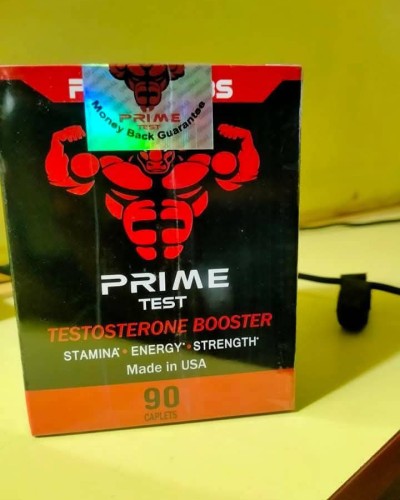 PRIME
TEST
Money Back Guarantee
PRIME
TEST
TESTOSTERONE BOOSTER
STAMINA* • ENERGY* • STRENGTH*
Made in USA
90
CAPLETS